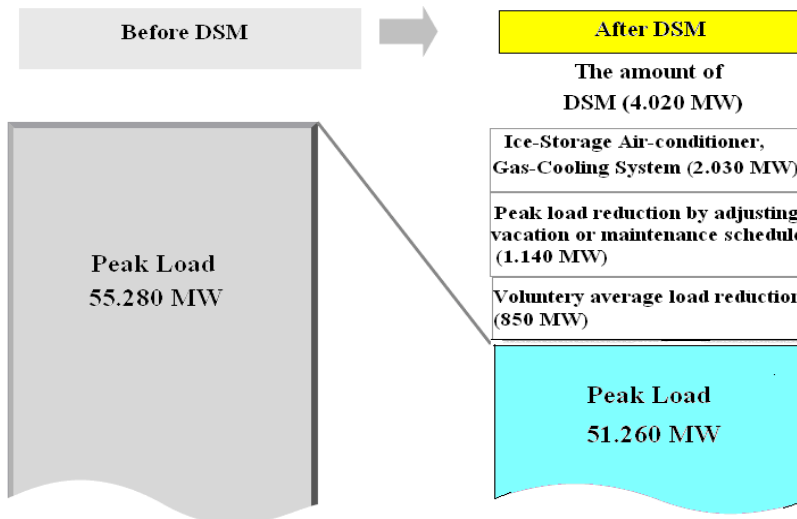 Before DSM
After DSM
The amount of
DSM (4.020 MW)
Ice-Storage Air-conditioner,
Gas-Cooling System (2.030 MW)
Peak load reduction by adjusting
vacation or maintenance schedule
(1.140 MW)
Voluntery average load reduction
(850 MW)
Peak Load
55.280 MW
Peak Load
51.260 MW